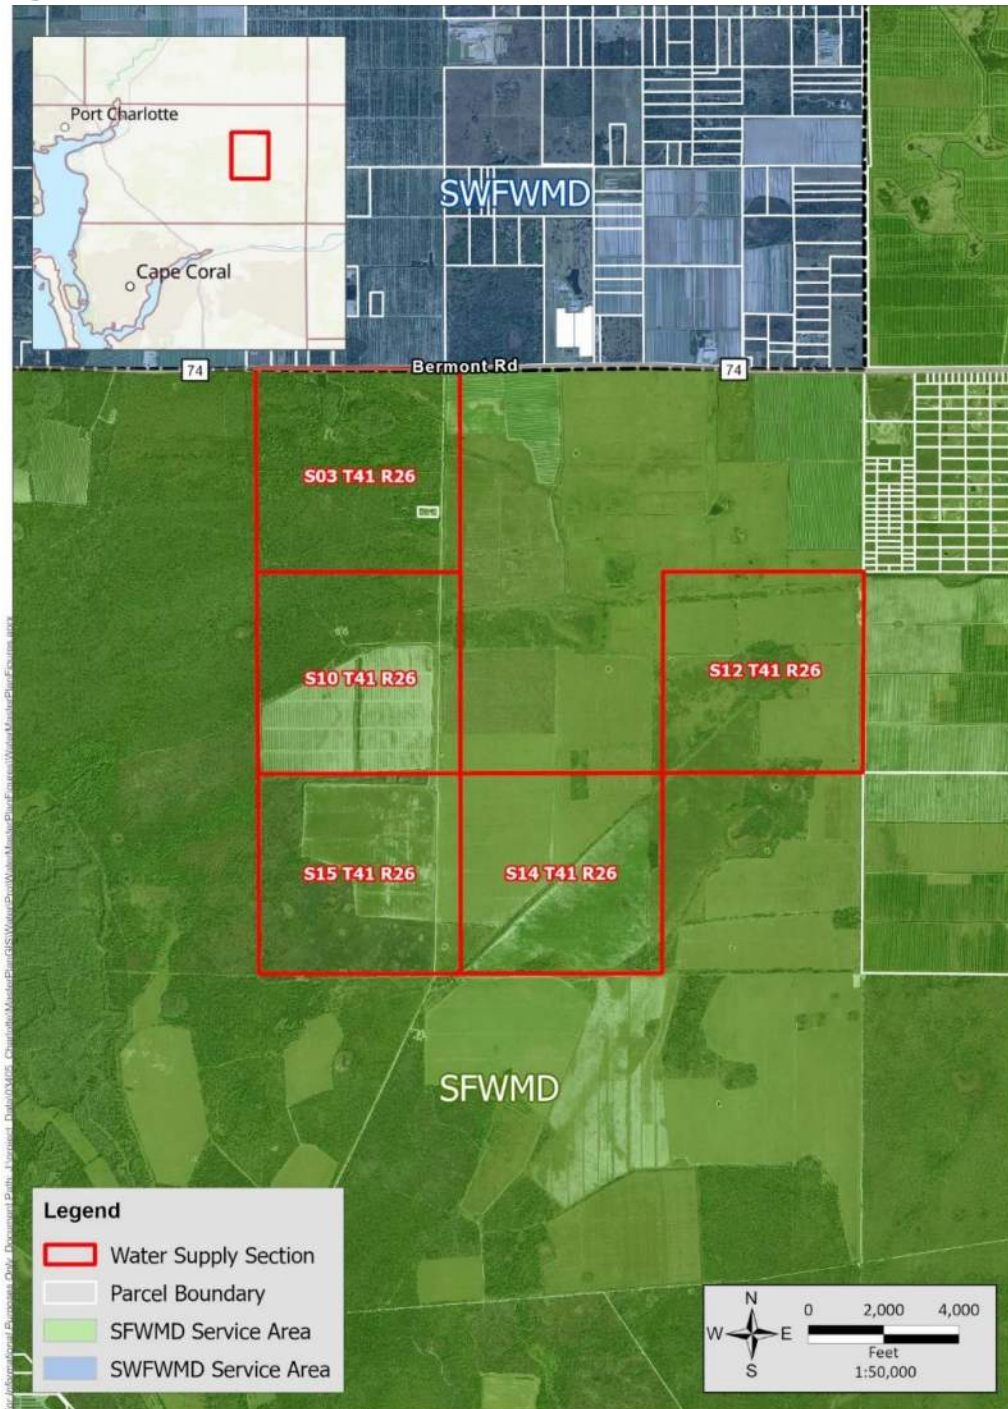 Port Charlotte
Cape Coral
SWFWMD
74
Bermont Rd
74
S03 T41 R26
S10 T41 R26
S12 T41 R26
S15 T41 R26
S14 T41 R26
SFWMD
Legend
Water Supply Section
Parcel Boundary
SFWMD Service Area
SWFWMD Service Area
N
W E
S
0 2,000 4,000
Feet
1:50,000